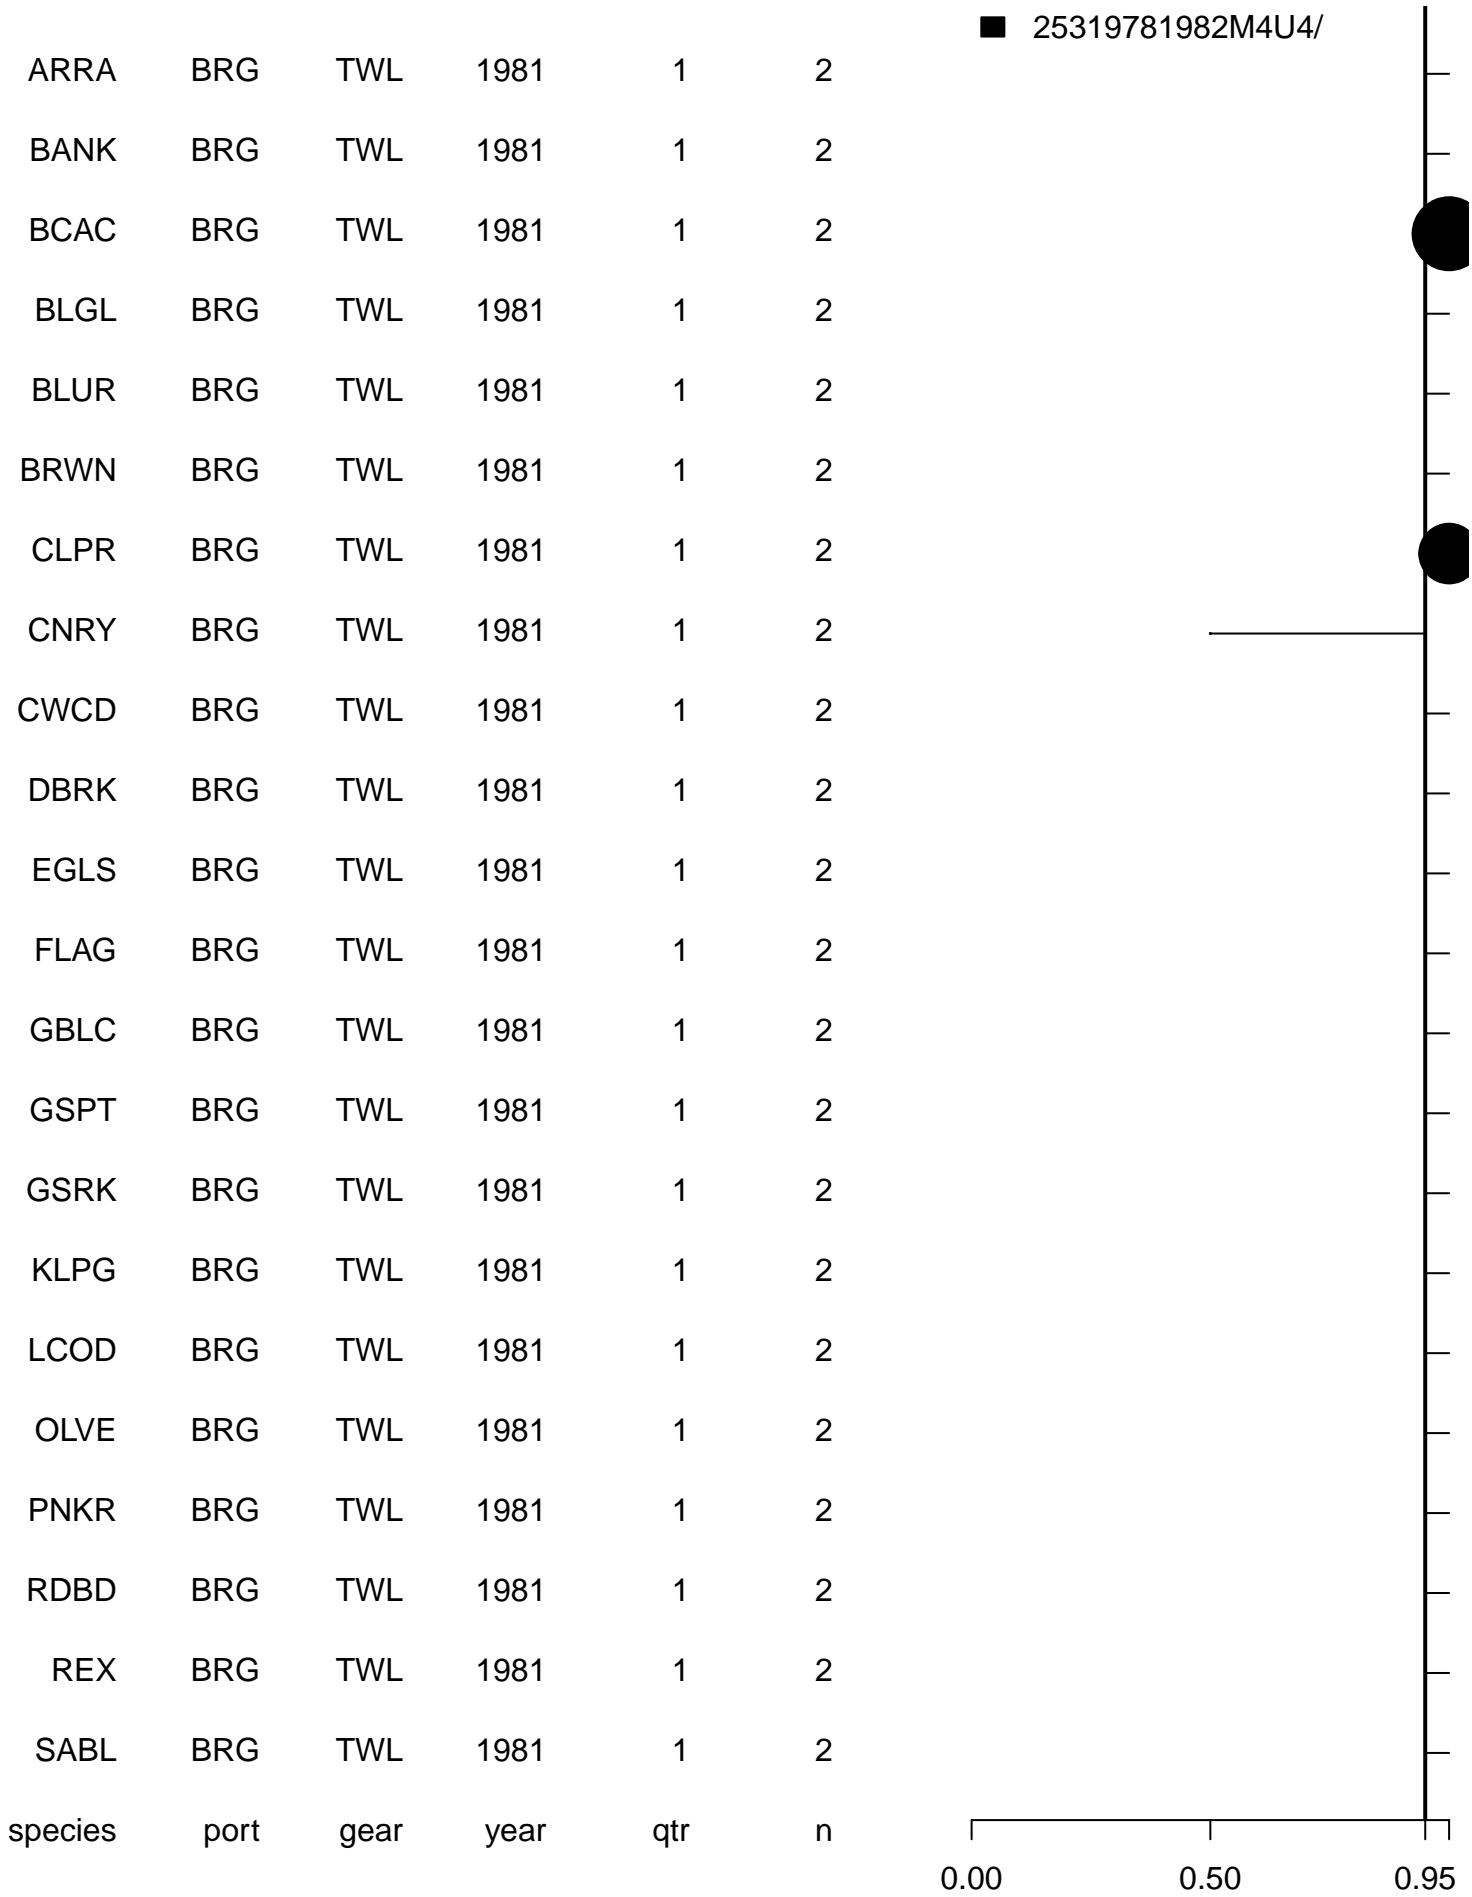 25319781982M4U4/
ARRA BRG TWL 1981 1 2
BANK BRG TWL 1981 1 2
BCAC BRG TWL 1981 1 2
BLGL BRG TWL 1981 1 2
BLUR BRG TWL 1981 1 2
BRWN BRG TWL 1981 1 2
CLPR BRG TWL 1981 1 2
CNRY BRG TWL 1981 1 2
CWCD BRG TWL 1981 1 2
DBRK BRG TWL 1981 1 2
EGLS BRG TWL 1981 1 2
FLAG BRG TWL 1981 1 2
GBLC BRG TWL 1981 1 2
GSPT BRG TWL 1981 1 2
GSRK BRG TWL 1981 1 2
KLPG BRG TWL 1981 1 2
LCOD BRG TWL 1981 1 2
OLVE BRG TWL 1981 1 2
PNKR BRG TWL 1981 1 2
RDBD BRG TWL 1981 1 2
REX BRG TWL 1981 1 2
SABL BRG TWL 1981 1 2
species port gear year qtr n
0.00 0.50 0.95